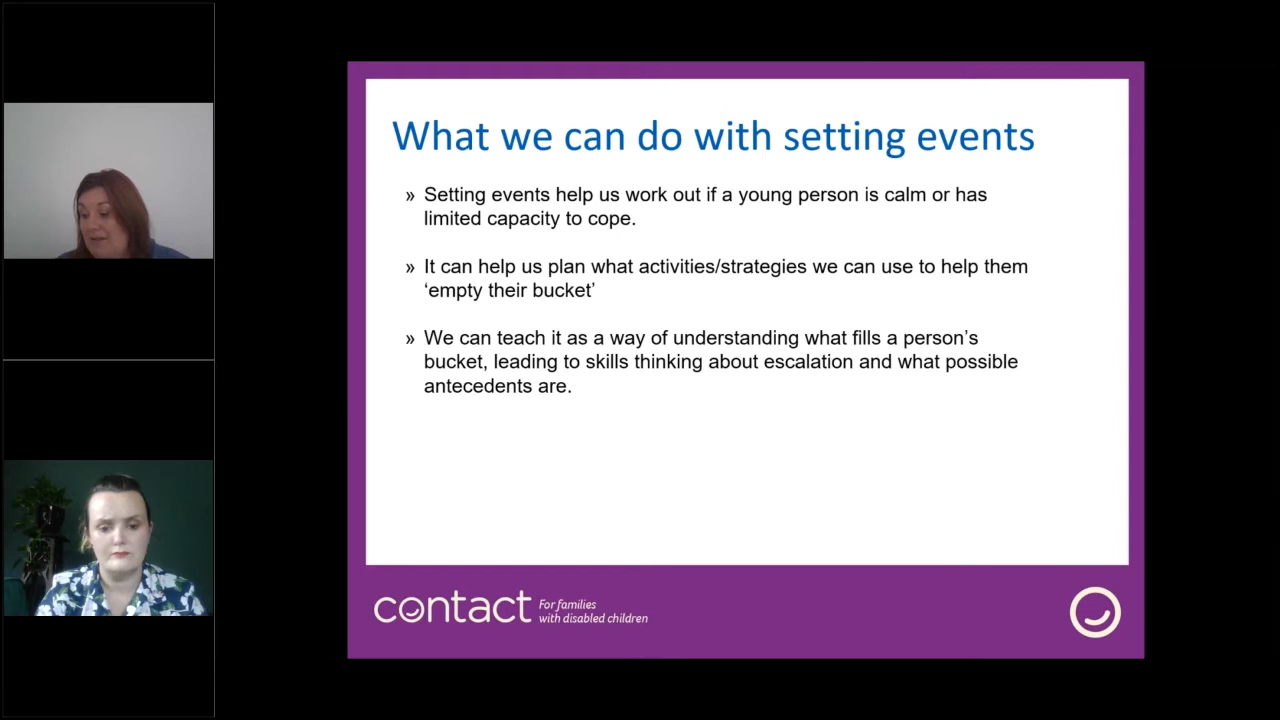 What we can do with setting events
» Setting events help us work out if a young person is calm or has
limited capacity to cope.
» It can help us plan what activities/strategies we can use to help them
‘empty their bucket’
» We can teach it as a way of understanding what fills a person’s
bucket, leading to skills thinking about escalation and what possible
antecedents are.
contact
For families
with disabled children